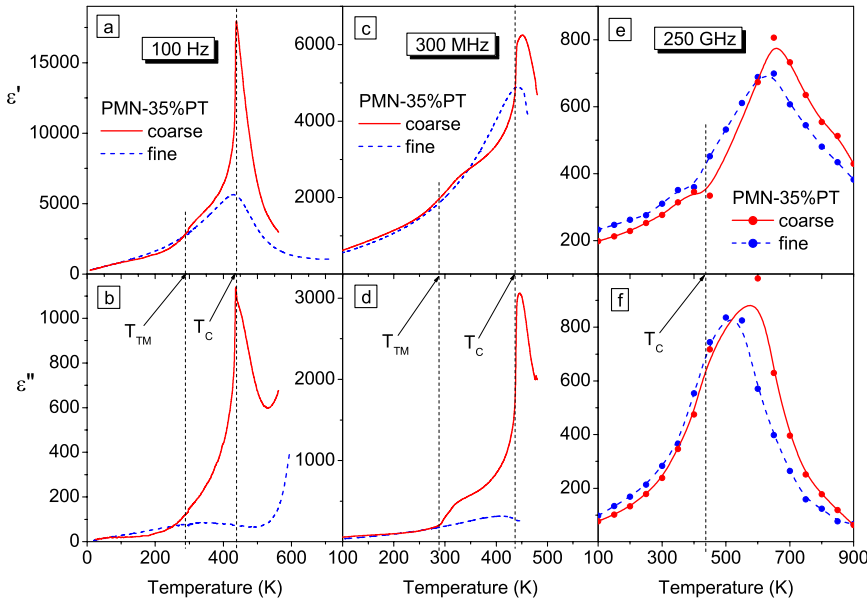 a
100 Hz
c
300 MHz
e
250 GHz
ε'
15000
10000
5000
0
PMN-35%PT
coarse
fine
6000
4000
2000
0
PMN-35%PT
coarse
fine
800
600
400
200
PMN-35%PT
coarse
fine
b
d
f
ε"
1000
800
600
400
200
0
T_TM
T_C
3000
2000
1000
0
T_TM
T_C
800
600
400
200
T_C
0 200 400 600
100 200 300 400 500
100 300 500 700 900
Temperature (K)
Temperature (K)
Temperature (K)